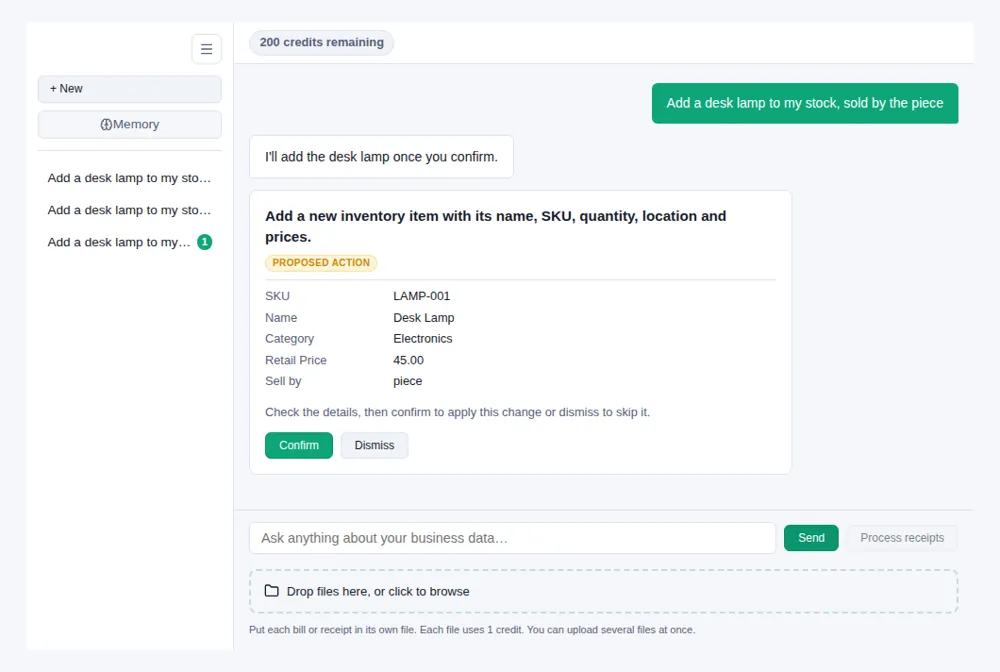 200 credits remaining
+ New
Memory
Add a desk lamp to my sto…
Add a desk lamp to my sto…
Add a desk lamp to my… 1
Add a desk lamp to my stock, sold by the piece
I'll add the desk lamp once you confirm.
Add a new inventory item with its name, SKU, quantity, location and
prices.
PROPOSED ACTION
SKU LAMP-001
Name Desk Lamp
Category Electronics
Retail Price 45.00
Sell by piece
Check the details, then confirm to apply this change or dismiss to skip it.
Confirm Dismiss
Ask anything about your business data…
Send Process receipts
Drop files here, or click to browse
Put each bill or receipt in its own file. Each file uses 1 credit. You can upload several files at once.